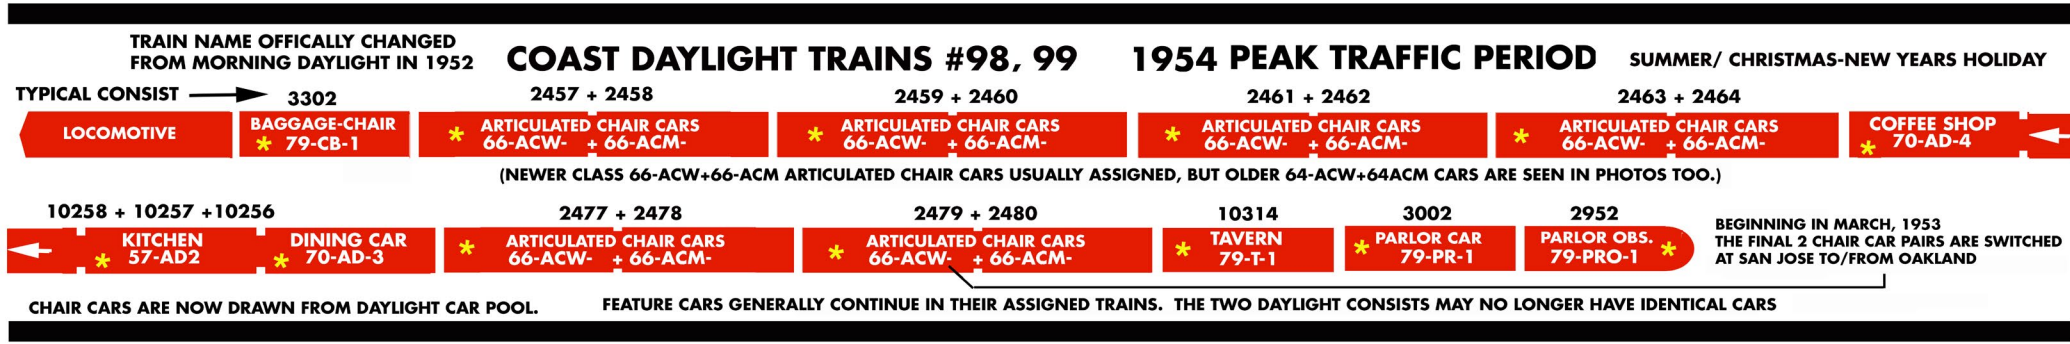 TRAIN NAME OFFICALLY CHANGED
FROM MORNING DAYLIGHT IN 1952
COAST DAYLIGHT TRAINS #98, 99
1954 PEAK TRAFFIC PERIOD
SUMMER/ CHRISTMAS-NEW YEARS HOLIDAY
TYPICAL CONSIST
3302
2457 + 2458
2459 + 2460
2461 + 2462
2463 + 2464
LOCOMOTIVE
BAGGAGE-CHAIR
* 79-CB-1
* ARTICULATED CHAIR CARS
66-ACW- + 66-ACM-
* ARTICULATED CHAIR CARS
66-ACW- + 66-ACM-
* ARTICULATED CHAIR CARS
66-ACW- + 66-ACM-
* ARTICULATED CHAIR CARS
66-ACW- + 66-ACM-
COFFEE SHOP
* 70-AD-4
(NEWER CLASS 66-ACW+66-ACM ARTICULATED CHAIR CARS USUALLY ASSIGNED, BUT OLDER 64-ACW+64ACM CARS ARE SEEN IN PHOTOS TOO.)
10258 + 10257 +10256
2477 + 2478
2479 + 2480
10314
3002
2952
KITCHEN
* 57-AD2
DINING CAR
* 70-AD-3
* ARTICULATED CHAIR CARS
66-ACW- + 66-ACM-
* ARTICULATED CHAIR CARS
66-ACW- + 66-ACM-
TAVERN
* 79-T-1
* PARLOR CAR
79-PR-1
PARLOR OBS.
79-PRO-1 *
BEGINNING IN MARCH, 1953
THE FINAL 2 CHAIR CAR PAIRS ARE SWITCHED
AT SAN JOSE TO/FROM OAKLAND
CHAIR CARS ARE NOW DRAWN FROM DAYLIGHT CAR POOL.
FEATURE CARS GENERALLY CONTINUE IN THEIR ASSIGNED TRAINS. THE TWO DAYLIGHT CONSISTS MAY NO LONGER HAVE IDENTICAL CARS